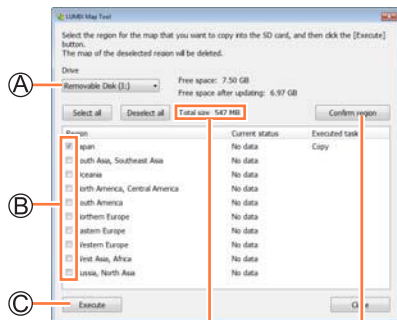 LUMIX Map Tool
Select the region for the map that you want to copy into the SD card, and then click the [Execute]
button.
The map of the deselected region will be deleted.
Drive
Removable Disk (I:)
Free space: 7.50 GB
Free space after updating: 6.97 GB
Select all Deselect all Total size 547 MB Confirm region
Region Current status Executed task
apan No data Copy
outh Asia, Southeast Asia No data
ceania No data
orth America, Central America No data
outh America No data
orthern Europe No data
astern Europe No data
estern Europe No data
est Asia, Africa No data
ussia, North Asia No data
Execute
A
B
C